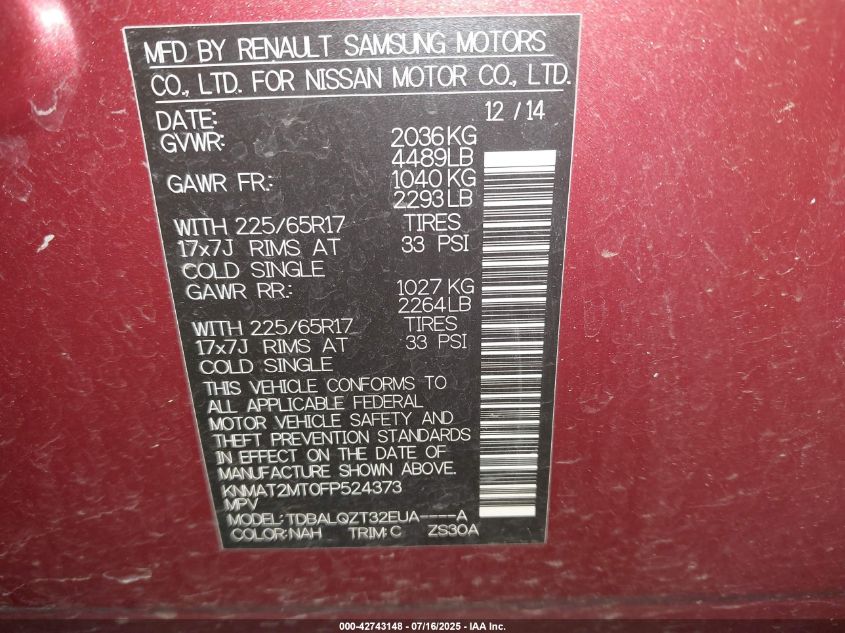 MFD BY RENAULT SAMSUNG MOTORS
CO., LTD. FOR NISSAN MOTOR CO., LTD.
DATE: 12 / 14
GVWR: 2036 KG
4489 LB
GAWR FR.: 1040 KG
2293 LB
WITH 225/65R17 TIRES
17x7J RIMS AT 33 PSI
COLD SINGLE
GAWR RR.: 1027 KG
2264 LB
WITH 225/65R17 TIRES
17x7J RIMS AT 33 PSI
COLD SINGLE
THIS VEHICLE CONFORMS TO
ALL APPLICABLE FEDERAL
MOTOR VEHICLE SAFETY AND
THEFT PREVENTION STANDARDS
IN EFFECT ON THE DATE OF
MANUFACTURE SHOWN ABOVE.
KNMAT2MT0FP524373
MPV
MODEL: TDBALQZT32EUA----A
COLOR: NAH TRIM: C ZS30A
000-42743148 - 07/16/2025 - IAA Inc.